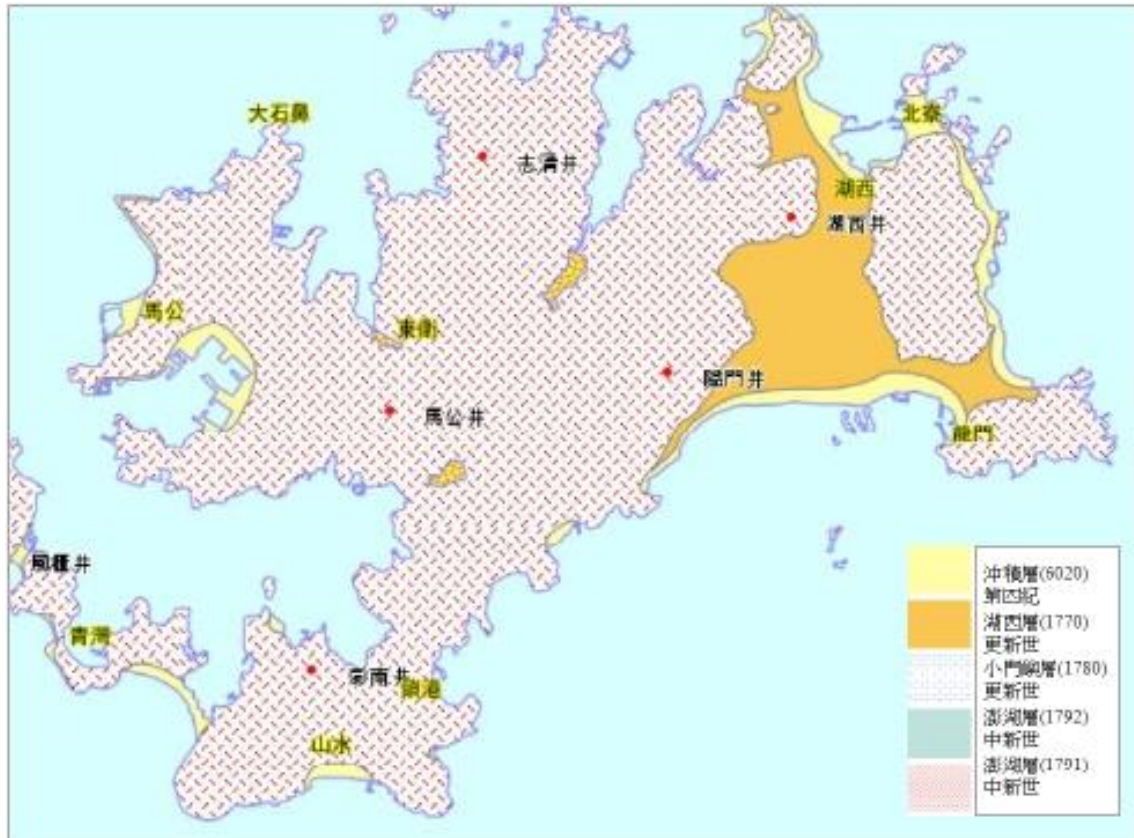 大石鼻
北寮
志清井
湖西
湖西井
馬公
東衛
隘門井
馬公井
龍門
風櫃井
青灣
彭南井
鎖港
山水
沖積層(6020)
第四紀
湖西層(1770)
更新世
小門嶼層(1780)
更新世
澎湖層(1792)
中新世
澎湖層(1791)
中新世